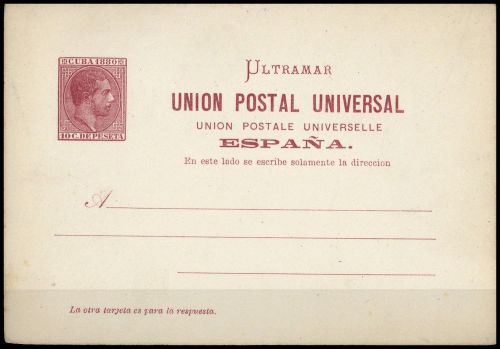 CUBA 1880
10 C. DE PESETA
ULTRAMAR
UNION POSTAL UNIVERSAL
UNION POSTALE UNIVERSELLE
ESPAÑA.
En este lado se escribe solamente la direccion
A
La otra tarjeta es para la respuesta.